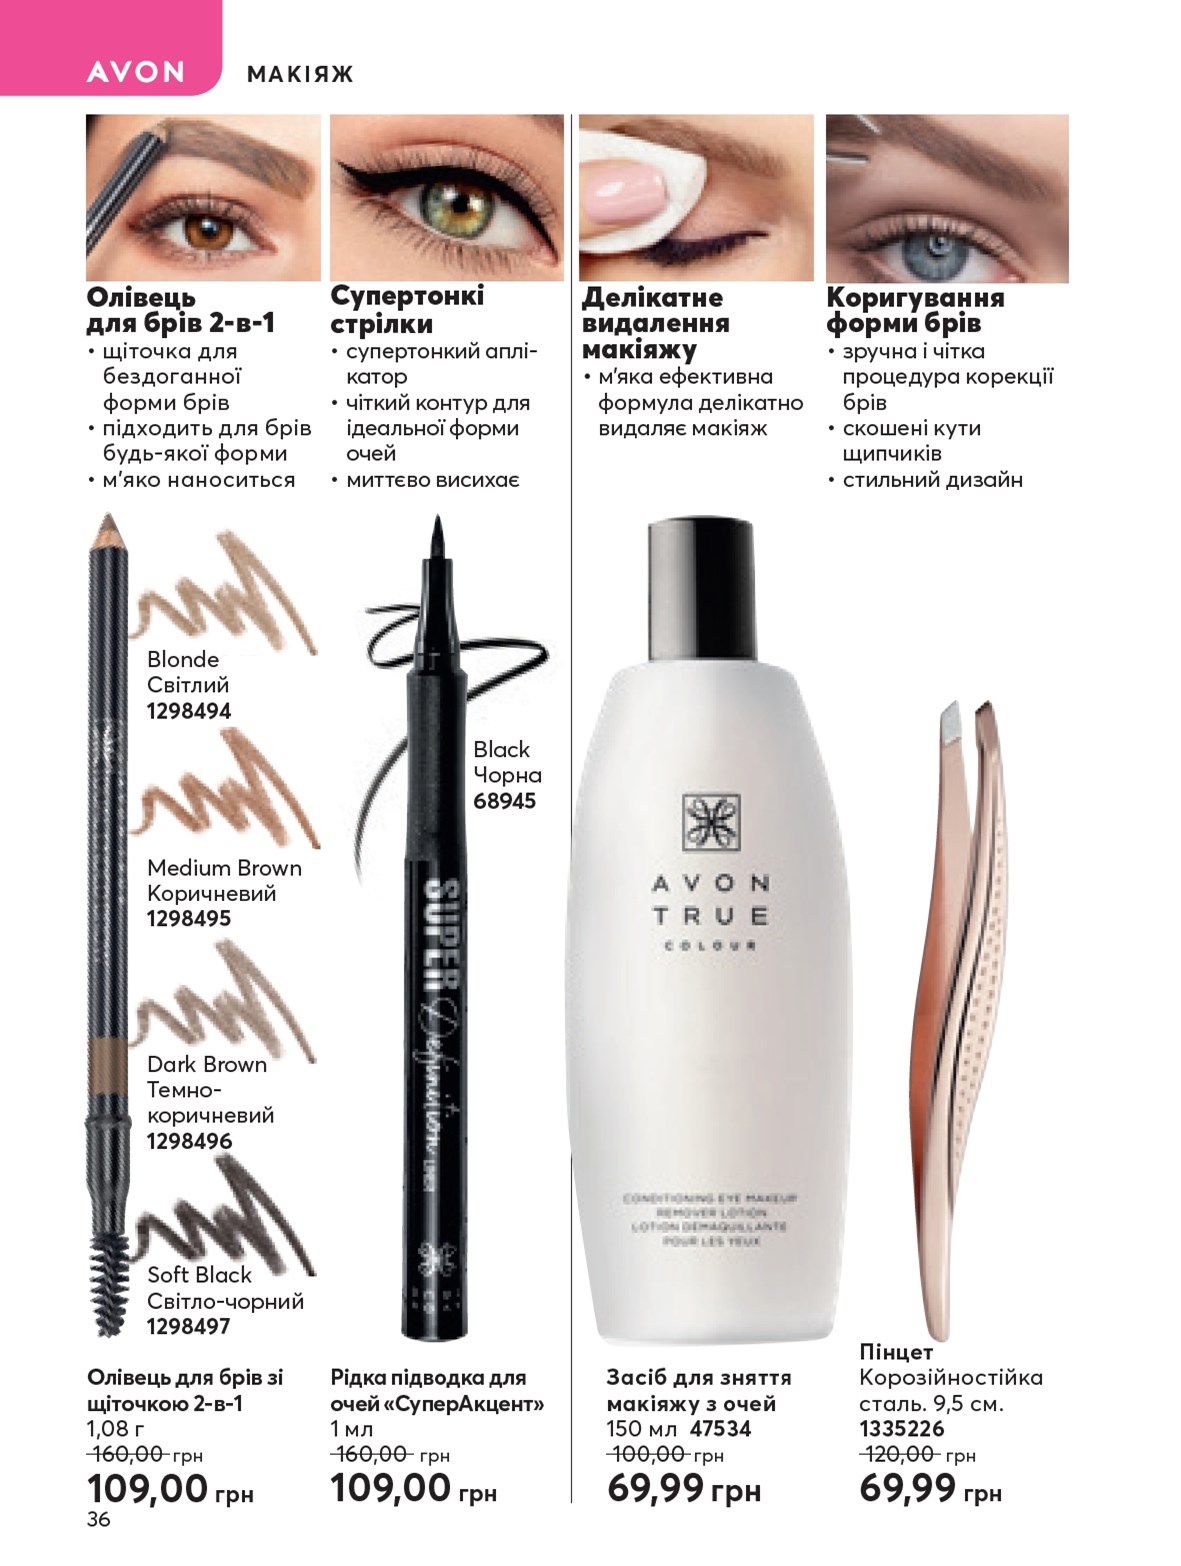 AVON
МАКІЯЖ
Олівець
для брів 2-в-1
• щіточка для
бездоганної
форми брів
• підходить для брів
будь-якої форми
• м’яко наноситься
Супертонкі
стрілки
• супертонкий аплі-
катор
• чіткий контур для
ідеальної форми
очей
• миттєво висихає
Делікатне
видалення
макіяжу
• м’яка ефективна
формула делікатно
видаляє макіяж
Коригування
форми брів
• зручна і чітка
процедура корекції
брів
• скошені кути
щипчиків
• стильний дизайн
Blonde
Світлий
1298494
Medium Brown
Коричневий
1298495
Dark Brown
Темно-
коричневий
1298496
Soft Black
Світло-чорний
1298497
Black
Чорна
68945
SUPER
Definition
LINER
AVON
TRUE
COLOUR
CONDITIONING EYE MAKEUP
REMOVER LOTION
LOTION DÉMAQUILLANTE
POUR LES YEUX
Олівець для брів зі
щіточкою 2-в-1
1,08 г
160,00 грн
109,00 грн
Рідка підводка для
очей «СуперАкцент»
1 мл
160,00 грн
109,00 грн
Засіб для зняття
макіяжу з очей
150 мл 47534
100,00 грн
69,99 грн
Пінцет
Корозійностійка
сталь. 9,5 см.
1335226
120,00 грн
69,99 грн
36